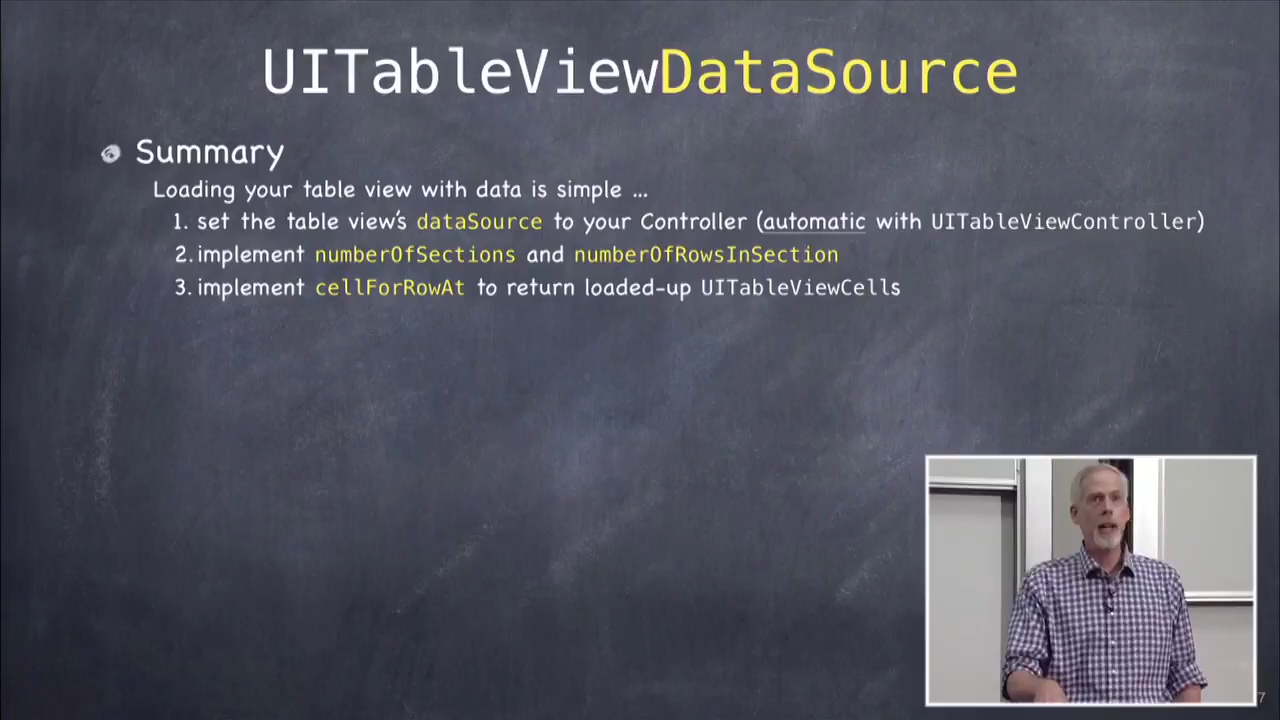 UITableViewDataSource
Summary
Loading your table view with data is simple ...
1. set the table view's dataSource to your Controller (automatic with UITableViewController)
2. implement numberOfSections and numberOfRowsInSection
3. implement cellForRowAt to return loaded-up UITableViewCells
7